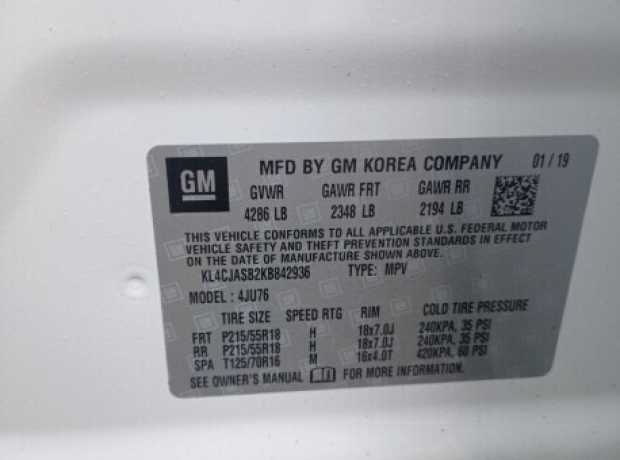 GM
MFD BY GM KOREA COMPANY 01/19
GVWR GAWR FRT GAWR RR
4286 LB 2348 LB 2194 LB
THIS VEHICLE CONFORMS TO ALL APPLICABLE U.S. FEDERAL MOTOR
VEHICLE SAFETY AND THEFT PREVENTION STANDARDS IN EFFECT
ON THE DATE OF MANUFACTURE SHOWN ABOVE.
KL4CJASB2KB842936 TYPE: MPV
MODEL : 4JU76
TIRE SIZE SPEED RTG RIM COLD TIRE PRESSURE
FRT P215/55R18 H 18x7.0J 240KPA, 35 PSI
RR P215/55R18 H 18x7.0J 240KPA, 35 PSI
SPA T125/70R16 M 16x4.0T 420KPA, 60 PSI
SEE OWNER'S MANUAL FOR MORE INFORMATION.